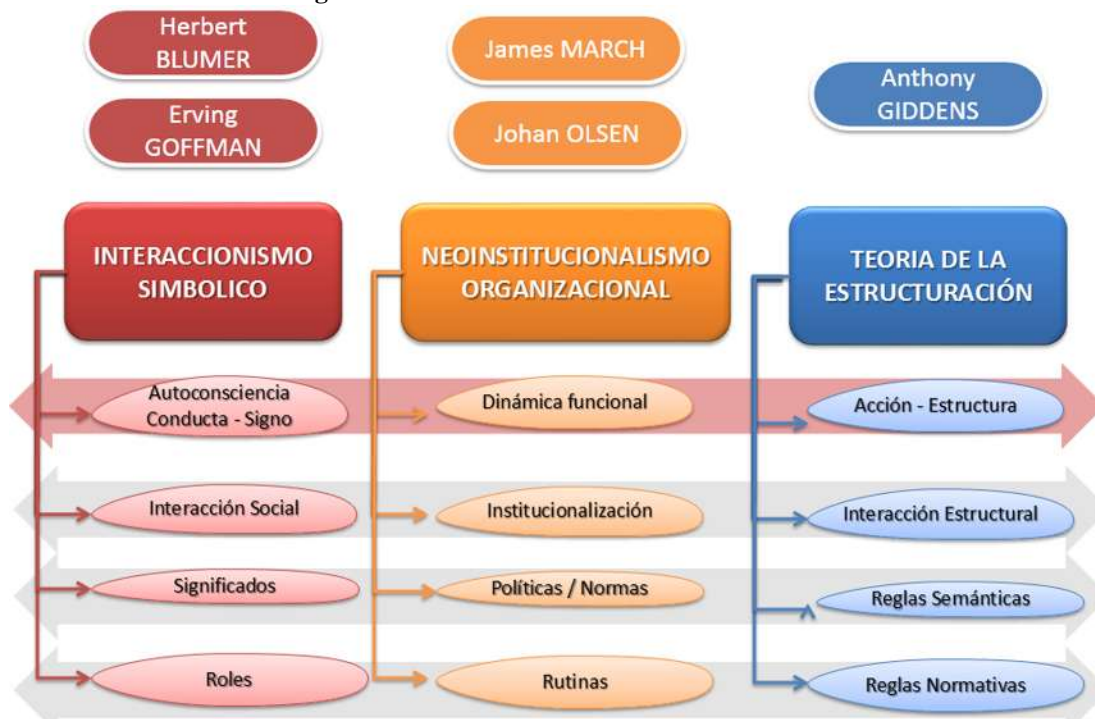 Herbert
BLUMER
James MARCH
Anthony
GIDDENS
Erving
GOFFMAN
Johan OLSEN
INTERACCIONISMO
SIMBOLICO
NEOINSTITUCIONALISMO
ORGANIZACIONAL
TEORIA DE LA
ESTRUCTURACIÓN
Autoconsciencia
Conducta - Signo
Dinámica funcional
Acción - Estructura
Interacción Social
Institucionalización
Interacción Estructural
Significados
Políticas / Normas
Reglas Semánticas
Roles
Rutinas
Reglas Normativas